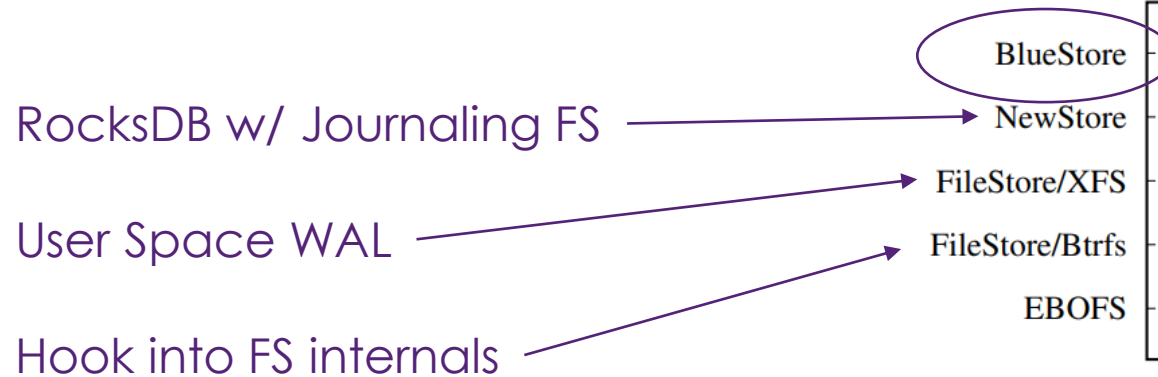 BlueStore
RocksDB w/ Journaling FS
NewStore
FileStore/XFS
User Space WAL
FileStore/Btrfs
EBOFS
Hook into FS internals